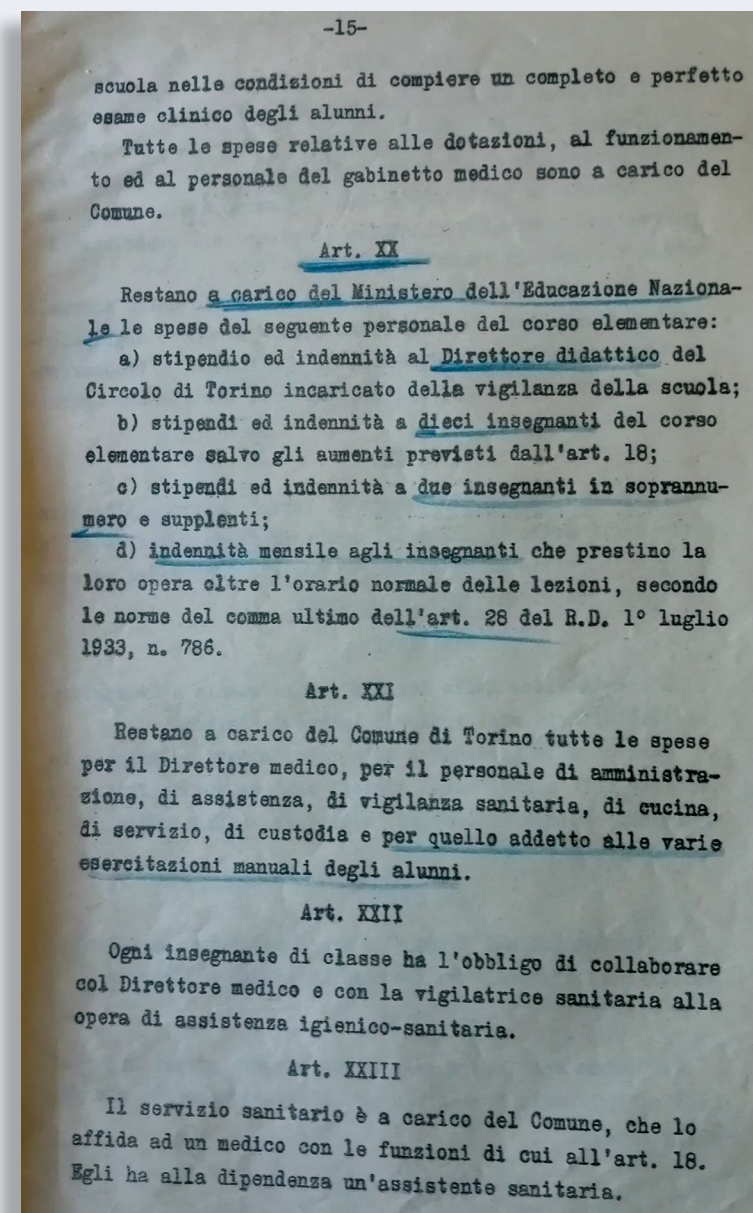 -15-
scuola nelle condizioni di compiere un completo e perfetto
esame clinico degli alunni.
Tutte le spese relative alle dotazioni, al funzionamen-
to ed al personale del gabinetto medico sono a carico del
Comune.
Art. XX
Restano a carico del Ministero dell'Educazione Naziona-
le le spese del seguente personale del corso elementare:
a) stipendio ed indennità al Direttore didattico del
Circolo di Torino incaricato della vigilanza della scuola;
b) stipendi ed indennità a dieci insegnanti del corso
elementare salvo gli aumenti previsti dall'art. 18;
c) stipendi ed indennità a due insegnanti in soprannu-
mero e supplenti;
d) indennità mensile agli insegnanti che prestino la
loro opera oltre l'orario normale delle lezioni, secondo
le norme del comma ultimo dell'art. 28 del R.D. 1º luglio
1933, n. 786.
Art. XXI
Restano a carico del Comune di Torino tutte le spese
per il Direttore medico, per il personale di amministra-
zione, di assistenza, di vigilanza sanitaria, di cucina,
di servizio, di custodia e per quello addetto alle varie
esercitazioni manuali degli alunni.
Art. XXII
Ogni insegnante di classe ha l'obbligo di collaborare
col Direttore medico e con la vigilatrice sanitaria alla
opera di assistenza igienico-sanitaria.
Art. XXIII
Il servizio sanitario è a carico del Comune, che lo
affida ad un medico con le funzioni di cui all'art. 18.
Egli ha alla dipendenza un'assistente sanitaria.